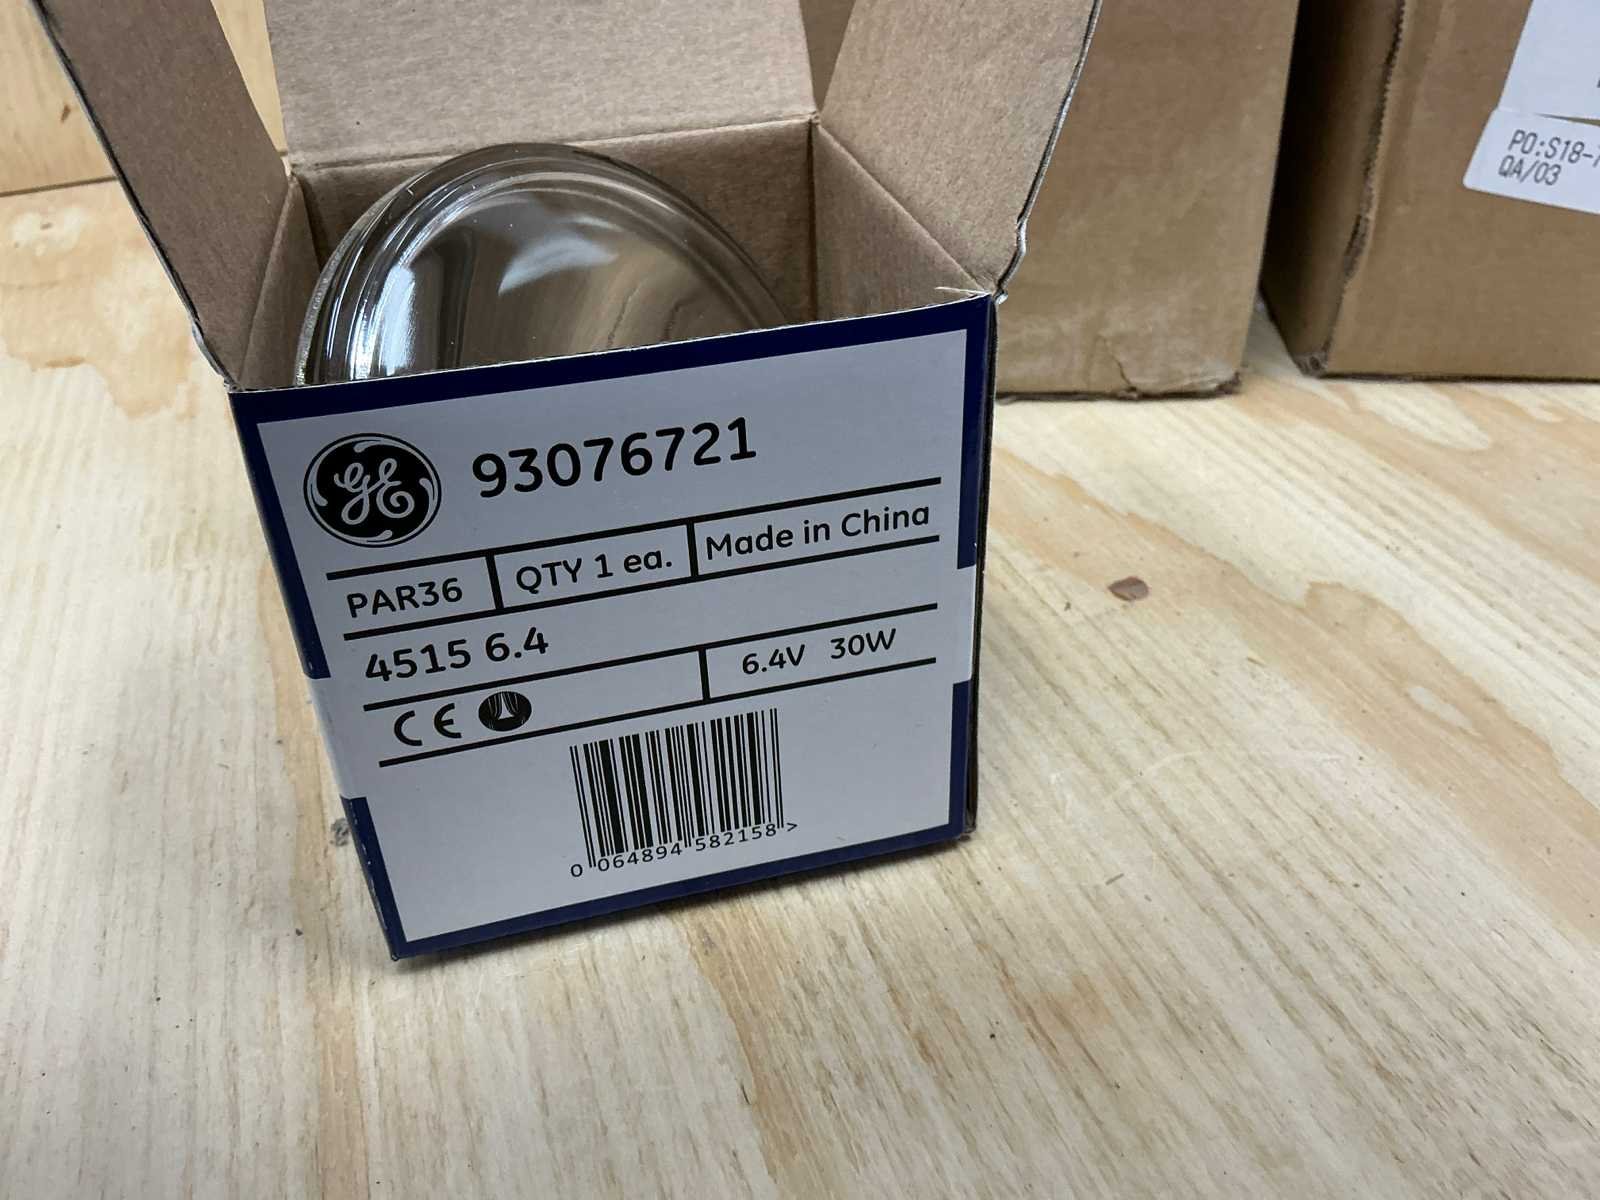 GE 93076721
PAR36 QTY 1 ea. Made in China
4515 6.4
CE 6.4V 30W
0 064894 582158 >
PO:S18-
QA/03